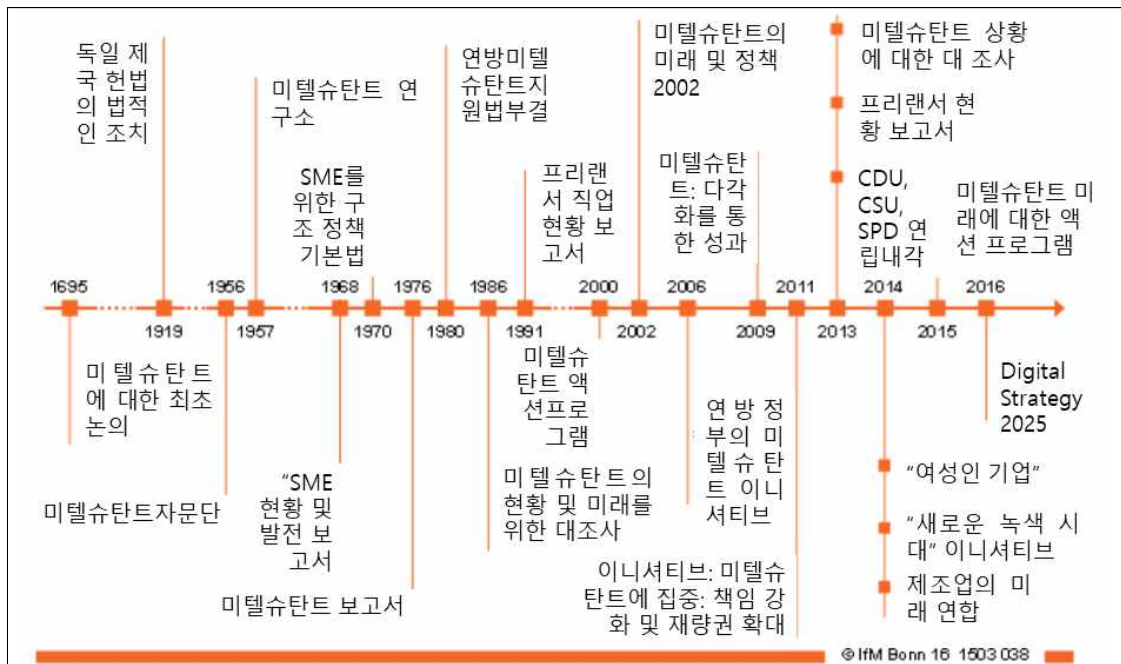 독일 제
국 헌법
의 법적
인 조치
미텔슈탄트 연
구소
SME를
위한 구
조 정책
기본법
연방미텔
슈탄트지
원법부결
프리랜
서 직업
현황 보
고서
미텔슈탄트의
미래 및 정책
2002
미텔슈탄
트: 다각
화를 통
한 성과
미텔슈탄트 상황
에 대한 대 조사
프리랜서 현
황 보고서
CDU,
CSU,
SPD 연
립내각
미텔슈탄트 미
래에 대한 액
션 프로그램
1695 1956 1968 1976 1986 2000 2006 2011 2014 2016
1919 1957 1970 1980 1991 2002 2009 2013 2015
미텔슈탄트
에 대한 최초
논의
미텔슈탄트자문단
“SME
현황 및
발전 보
고서
미텔슈탄트 보고서
미텔슈탄트의
현황 및 미래를
위한 대조사
미텔슈
탄트 액
션프로
그램
연방정
부의 미
텔슈탄
트 이니
셔티브
이니셔티브: 미텔슈
탄트에 집중: 책임 강
화 및 재량권 확대
Digital
Strategy
2025
“여성인 기업”
“새로운 녹색 시
대” 이니셔티브
제조업의 미
래 연합
© IfM Bonn 16 1503 038